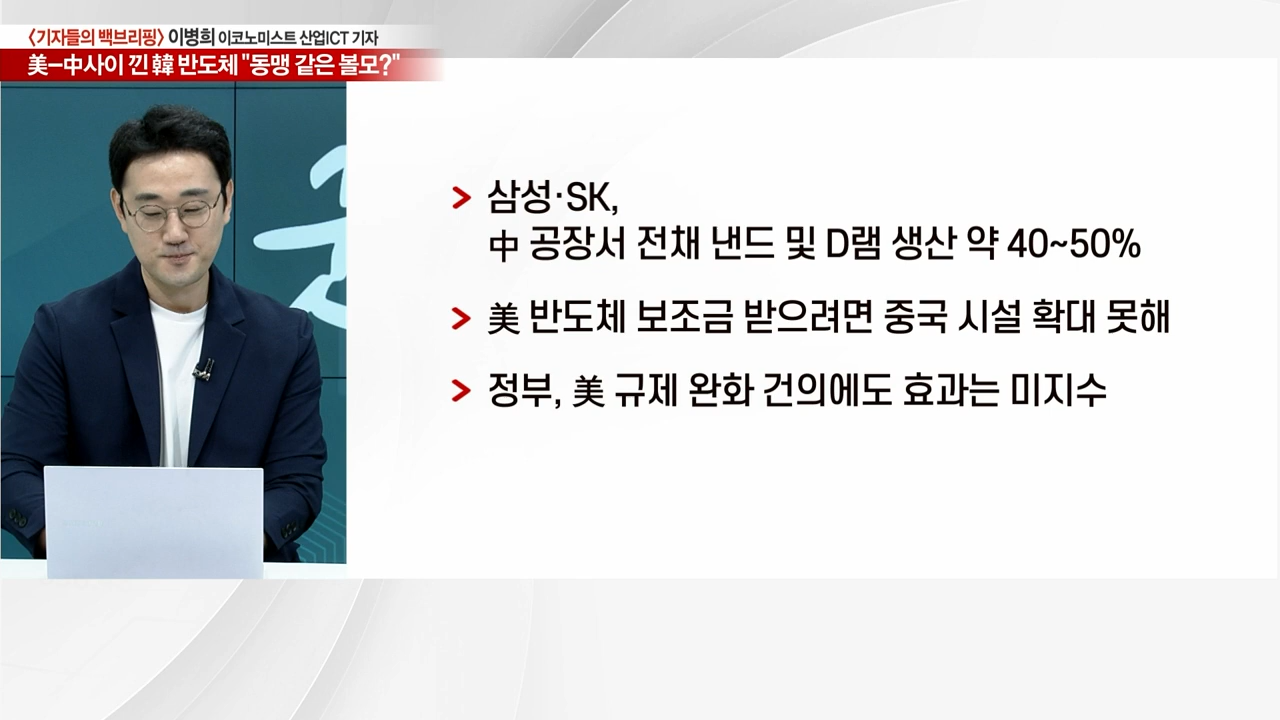 〈기자들의 백브리핑〉 이병희 이코노미스트 산업ICT 기자
美-中사이 낀 韓 반도체 "동맹 같은 볼모?"
삼성·SK,
中 공장서 전채 낸드 및 D램 생산 약 40~50%
美 반도체 보조금 받으려면 중국 시설 확대 못해
정부, 美 규제 완화 건의에도 효과는 미지수